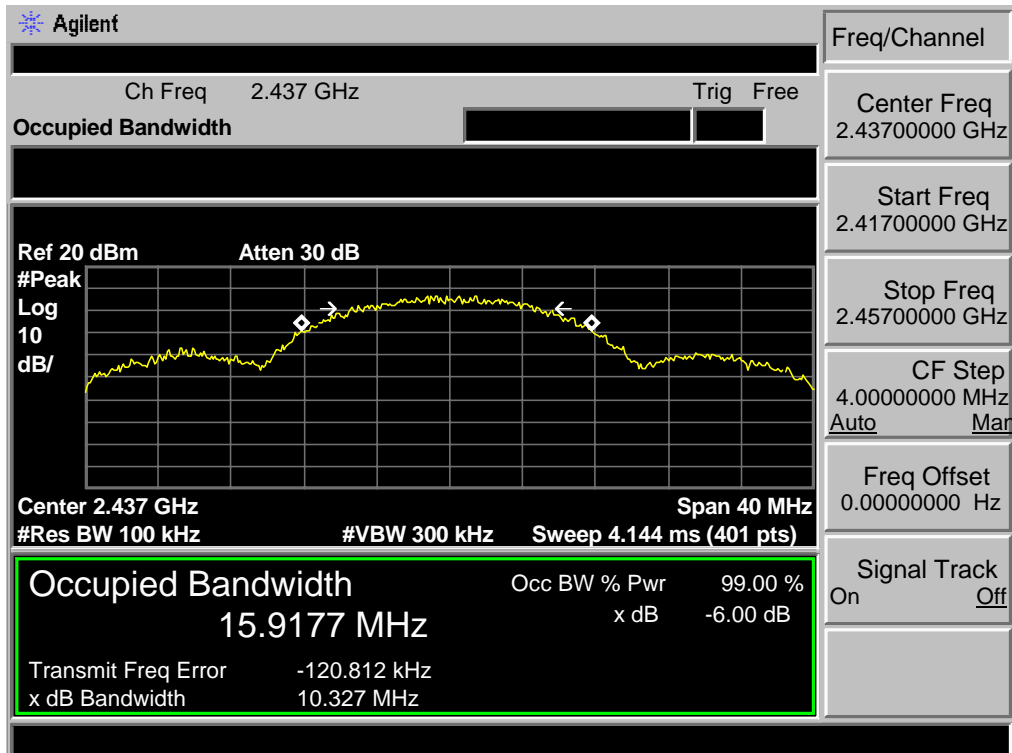 Agilent
Freq/Channel
Ch Freq 2.437 GHz Trig Free
Occupied Bandwidth
Center Freq
2.43700000 GHz
Start Freq
2.41700000 GHz
Stop Freq
2.45700000 GHz
CF Step
4.00000000 MHz
Auto Man
Freq Offset
0.00000000 Hz
Signal Track
On Off
Ref 20 dBm Atten 30 dB
#Peak
Log
10
dB/
Center 2.437 GHz Span 40 MHz
#Res BW 100 kHz #VBW 300 kHz Sweep 4.144 ms (401 pts)
Occupied Bandwidth Occ BW % Pwr 99.00 %
15.9177 MHz x dB -6.00 dB
Transmit Freq Error -120.812 kHz
x dB Bandwidth 10.327 MHz